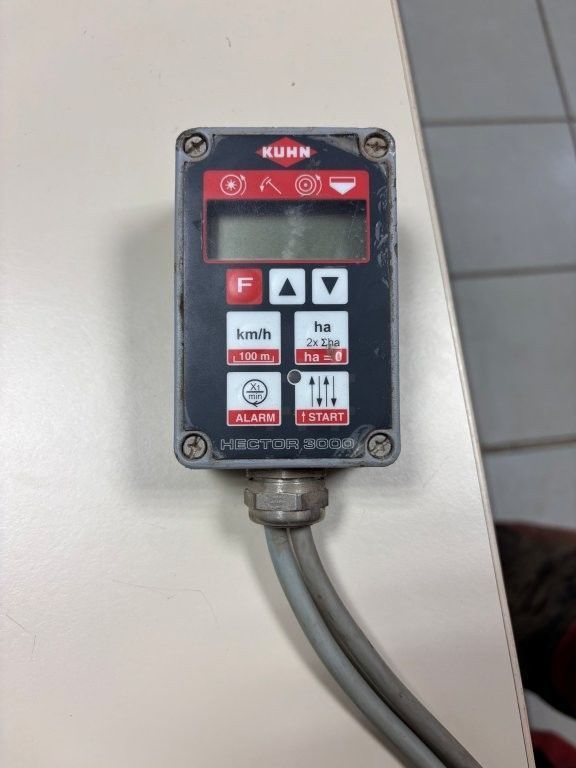 KUHN
F
km/h
100 m
ha
2x Σha
ha = 0
X1
min
ALARM
↑ START
HECTOR 3000